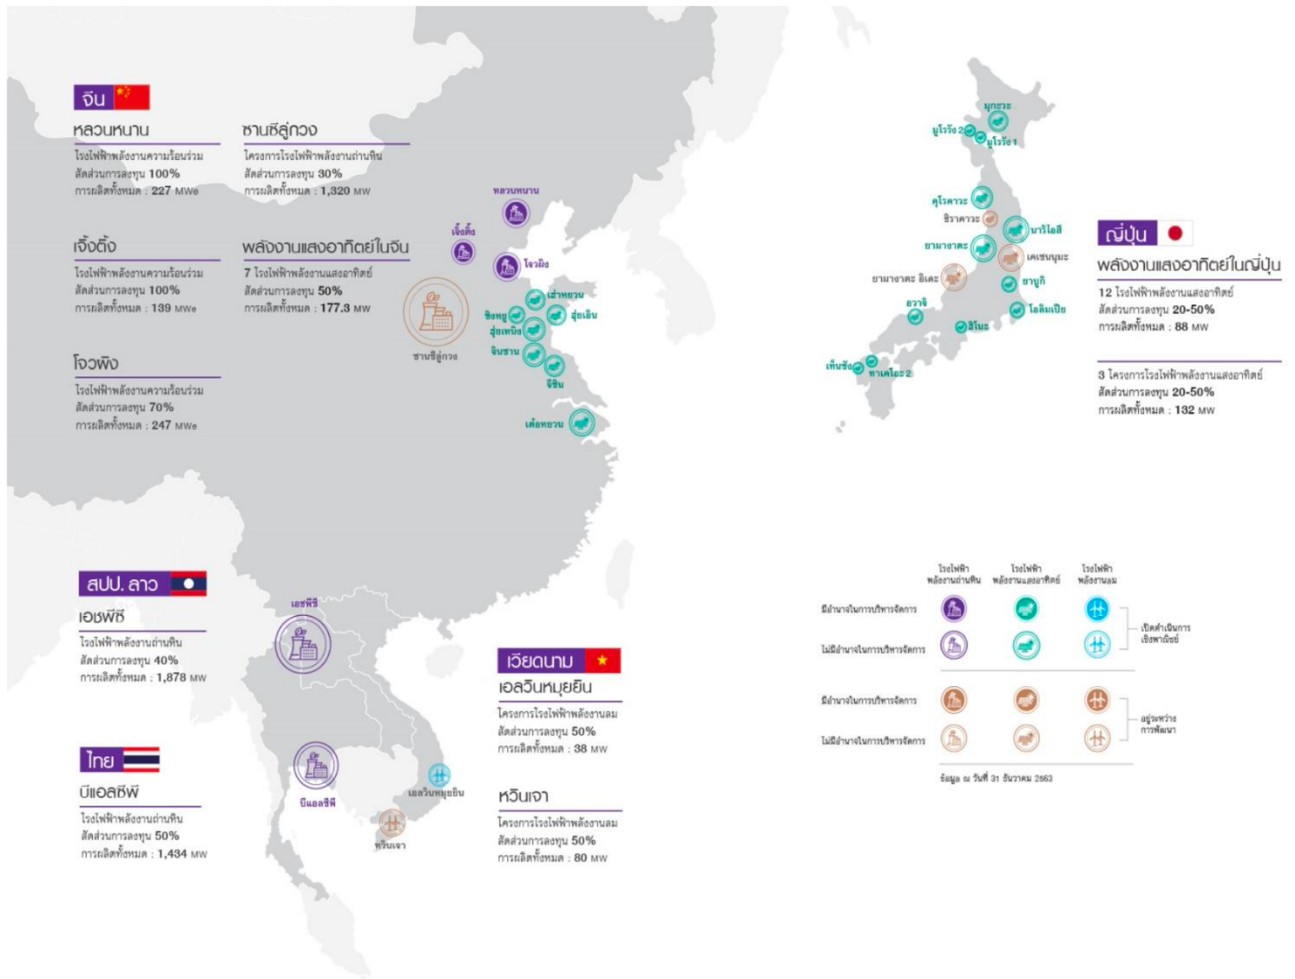 จีน
หลวนหนาน
โรงไฟฟ้าพลังงานความร้อนร่วม
สัดส่วนการลงทุน 100%
การผลิตทั้งหมด : 227 MWe
ซานซีลู่กวง
โครงการโรงไฟฟ้าพลังงานถ่านหิน
สัดส่วนการลงทุน 30%
การผลิตทั้งหมด : 1,320 MW
เจิ้งติ้ง
โรงไฟฟ้าพลังงานความร้อนร่วม
สัดส่วนการลงทุน 100%
การผลิตทั้งหมด : 139 MWe
พลังงานแสงอาทิตย์ในจีน
7 โรงไฟฟ้าพลังงานแสงอาทิตย์
สัดส่วนการลงทุน 50%
การผลิตทั้งหมด : 177.3 MW
โจวผิง
โรงไฟฟ้าพลังงานความร้อนร่วม
สัดส่วนการลงทุน 70%
การผลิตทั้งหมด : 247 MWe
หลวนหนาน
เจิ้งติ้ง
โจวผิง
ซานซีลู่กวง
เฮ่าหยวน
ซิงหยู
ฮุ่ยเอิน
ฮุ่ยเหนิง
จินซาน
จีซิน
เต๋อหยวน
มูกะวะ
มูโรรัง 2
มูโรรัง 1
คุโรคาวะ
ชิราคาวะ
นาริไอสึ
ยามางาตะ
เคเซนนุมะ
ยามางาตะ อิเดะ
ยาบูกิ
อวาจิ
โอลิมเปีย
ฮิโนะ
เท็นซัง
ทาเคโอะ 2
ญี่ปุ่น
พลังงานแสงอาทิตย์ในญี่ปุ่น
12 โรงไฟฟ้าพลังงานแสงอาทิตย์
สัดส่วนการลงทุน 20-50%
การผลิตทั้งหมด : 88 MW
3 โครงการโรงไฟฟ้าพลังงานแสงอาทิตย์
สัดส่วนการลงทุน 20-50%
การผลิตทั้งหมด : 132 MW
สปป. ลาว
เอชพีซี
โรงไฟฟ้าพลังงานถ่านหิน
สัดส่วนการลงทุน 40%
การผลิตทั้งหมด : 1,878 MW
ไทย
บีแอลซีพี
โรงไฟฟ้าพลังงานถ่านหิน
สัดส่วนการลงทุน 50%
การผลิตทั้งหมด : 1,434 MW
เอชพีซี
บีแอลซีพี
เอลวินหมุยยิน
หวินเจา
เวียดนาม
เอลวินหมุยยิน
โครงการโรงไฟฟ้าพลังงานลม
สัดส่วนการลงทุน 50%
การผลิตทั้งหมด : 38 MW
หวินเจา
โครงการโรงไฟฟ้าพลังงานลม
สัดส่วนการลงทุน 50%
การผลิตทั้งหมด : 80 MW
โรงไฟฟ้า
พลังงานถ่านหิน
โรงไฟฟ้า
พลังงานแสงอาทิตย์
โรงไฟฟ้า
พลังงานลม
มีอำนาจในการบริหารจัดการ
ไม่มีอำนาจในการบริหารจัดการ
เปิดดำเนินการ
เชิงพาณิชย์
มีอำนาจในการบริหารจัดการ
ไม่มีอำนาจในการบริหารจัดการ
อยู่ระหว่าง
การพัฒนา
ข้อมูล ณ วันที่ 31 ธันวาคม 2563